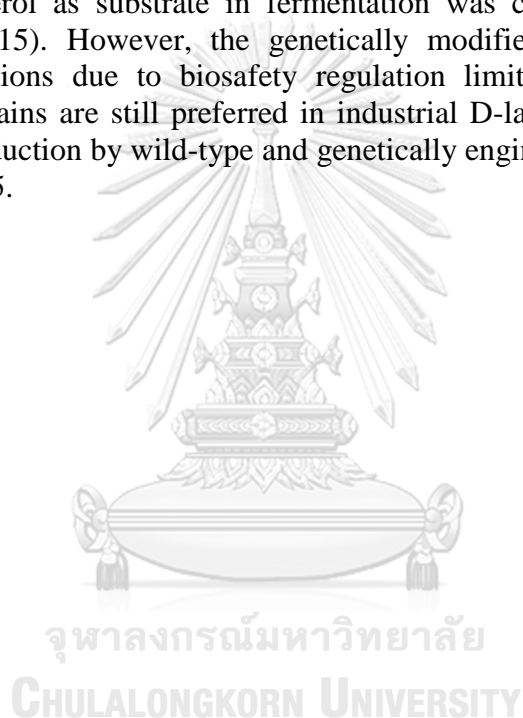 erol as substrate in fermentation was c
15). However, the genetically modifie
ions due to biosafety regulation limit
ains are still preferred in industrial D-la
uction by wild-type and genetically engin
5.
จุฬาลงกรณ์มหาวิทยาลัย
CHULALONGKORN UNIVERSITY